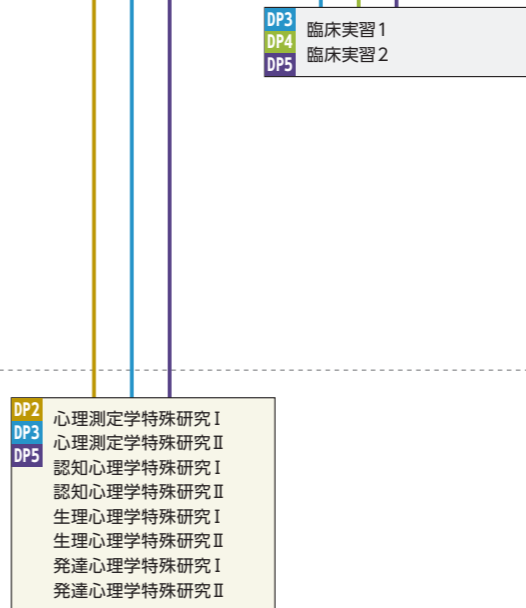 DP3
DP4
DP5
臨床実習1
臨床実習2
DP2
DP3
DP5
心理測定学特殊研究Ⅰ
心理測定学特殊研究Ⅱ
認知心理学特殊研究Ⅰ
認知心理学特殊研究Ⅱ
生理心理学特殊研究Ⅰ
生理心理学特殊研究Ⅱ
発達心理学特殊研究Ⅰ
発達心理学特殊研究Ⅱ